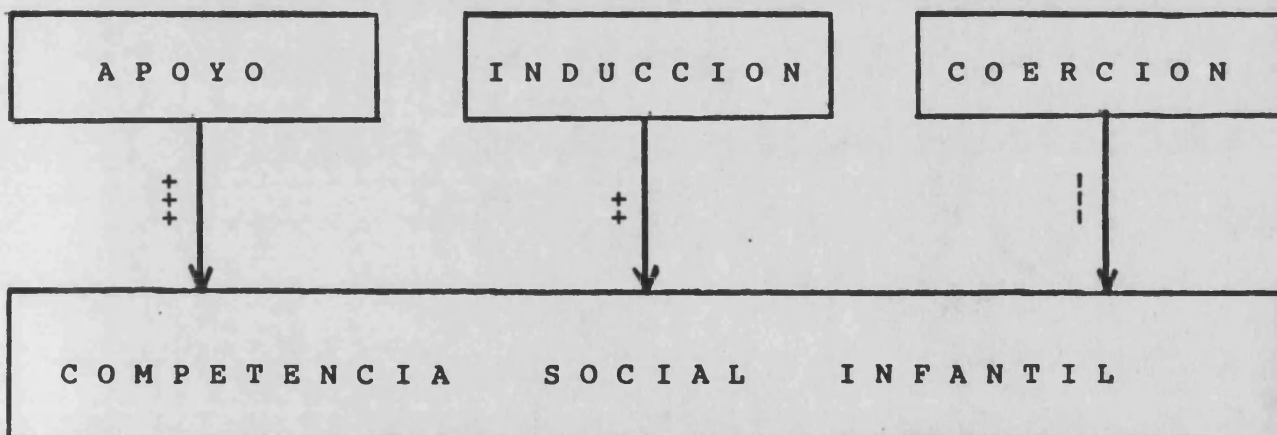 APOYO
INDUCCION
COERCION
+++
++
---
COMPETENCIA SOCIAL INFANTIL